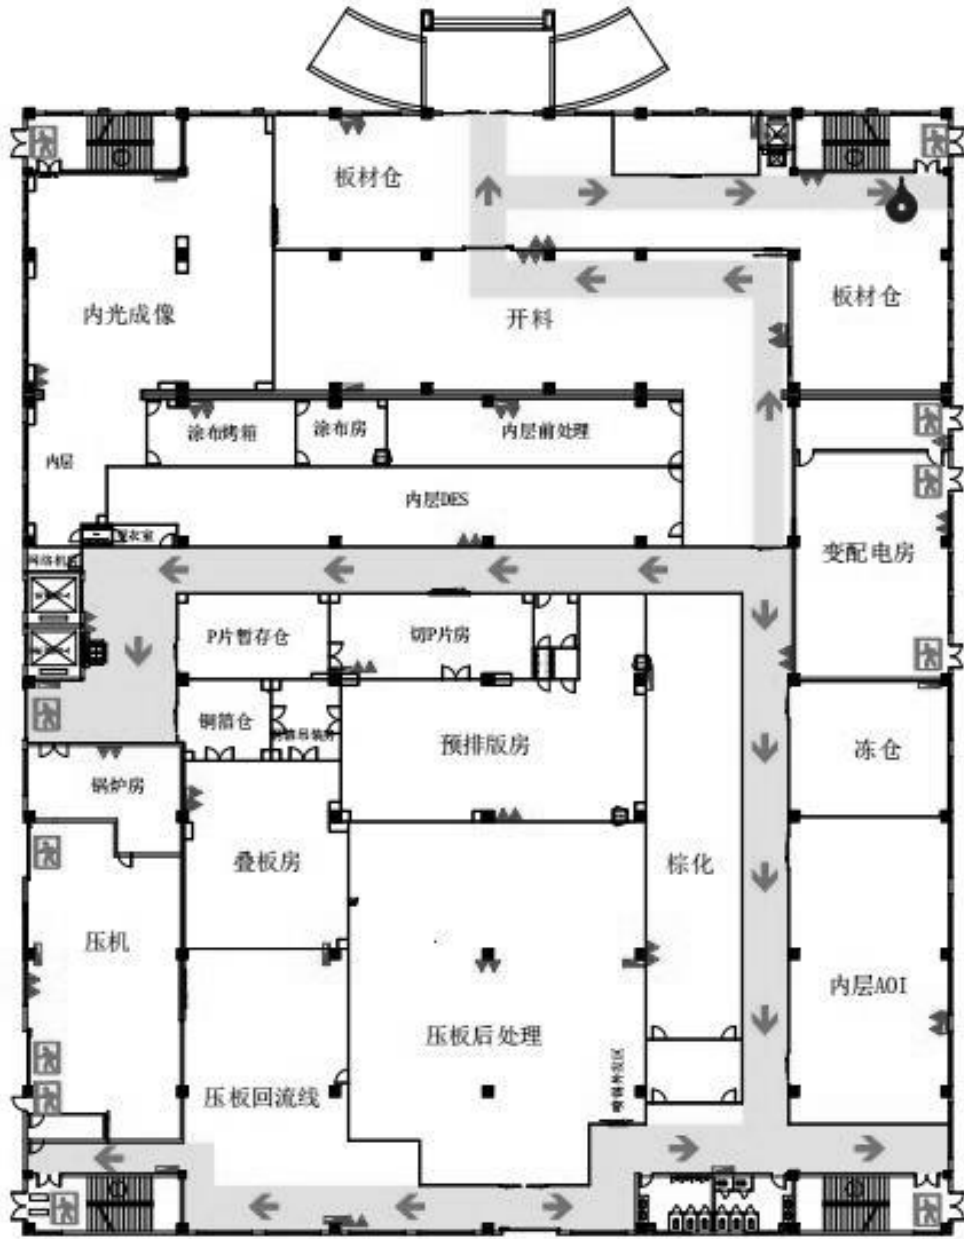 板材仓
内光成像
开料
板材仓
涂布烤箱
涂布房
内层前处理
内层
内层DES
变配电房
P片暂存仓
切P片房
铜箔仓
预排版房
冻仓
锅炉房
叠板房
棕化
压机
内层AOI
压板后处理
压板回流线